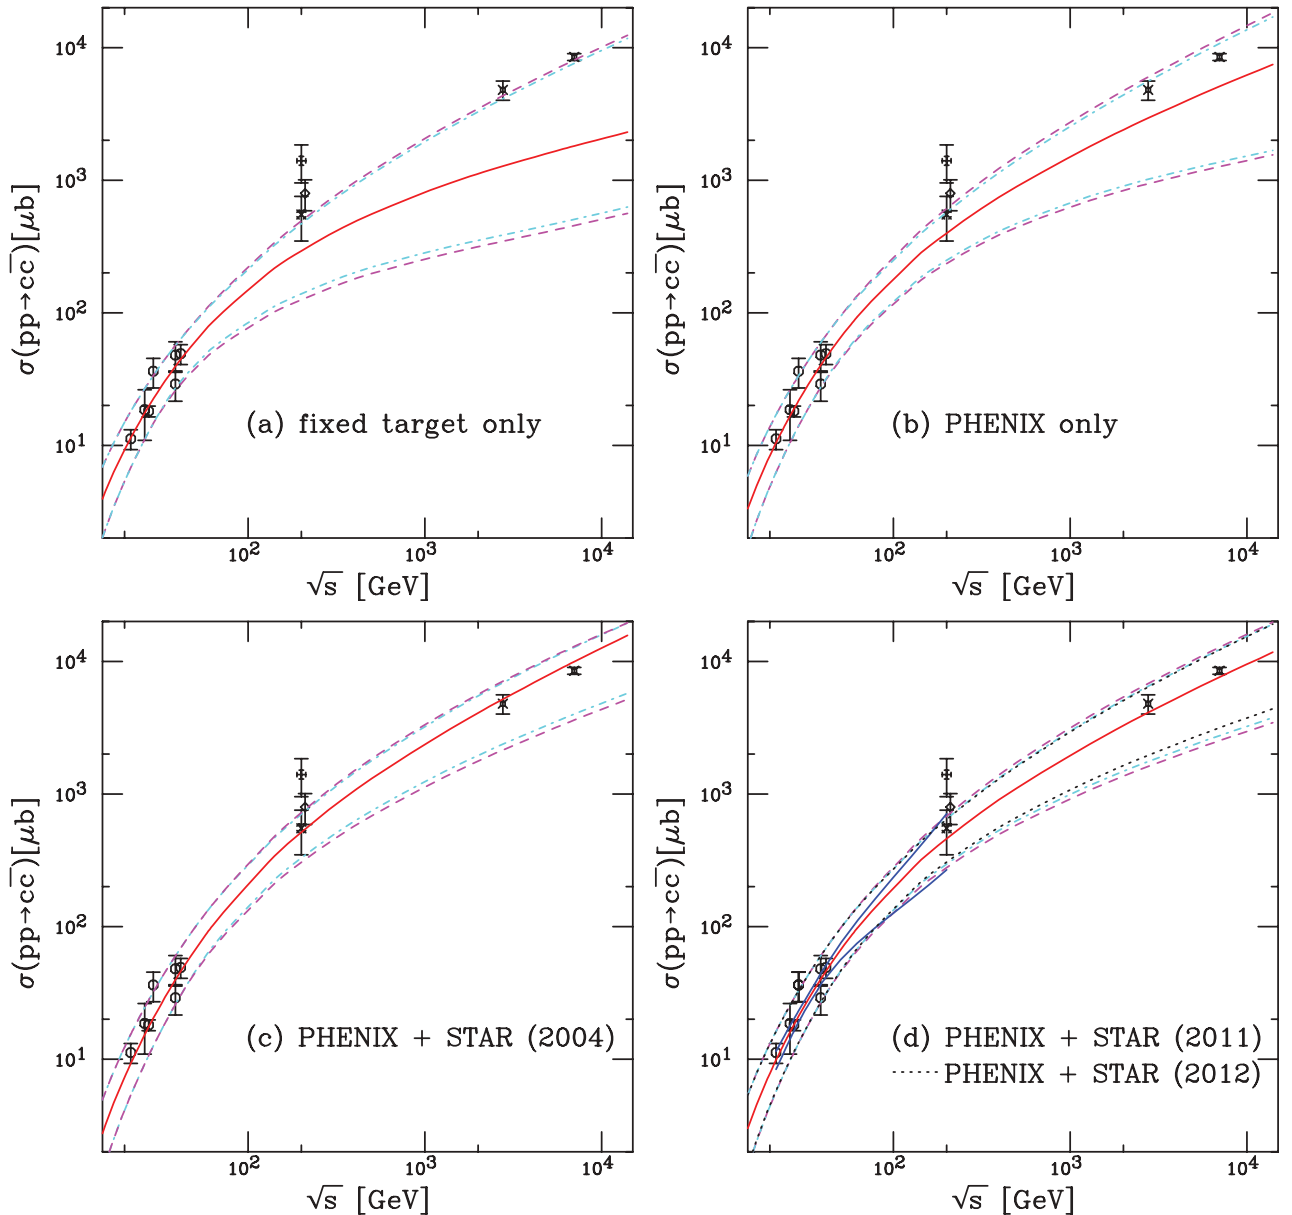 10⁴
10³
10²
10¹
σ(pp→cc̅)[μb]
(a) fixed target only
10² 10³ 10⁴
√s [GeV]
10⁴
10³
10²
10¹
σ(pp→cc̅)[μb]
(b) PHENIX only
10² 10³ 10⁴
√s [GeV]
10⁴
10³
10²
10¹
σ(pp→cc̅)[μb]
(c) PHENIX + STAR (2004)
10² 10³ 10⁴
√s [GeV]
10⁴
10³
10²
10¹
σ(pp→cc̅)[μb]
(d) PHENIX + STAR (2011)
PHENIX + STAR (2012)
10² 10³ 10⁴
√s [GeV]